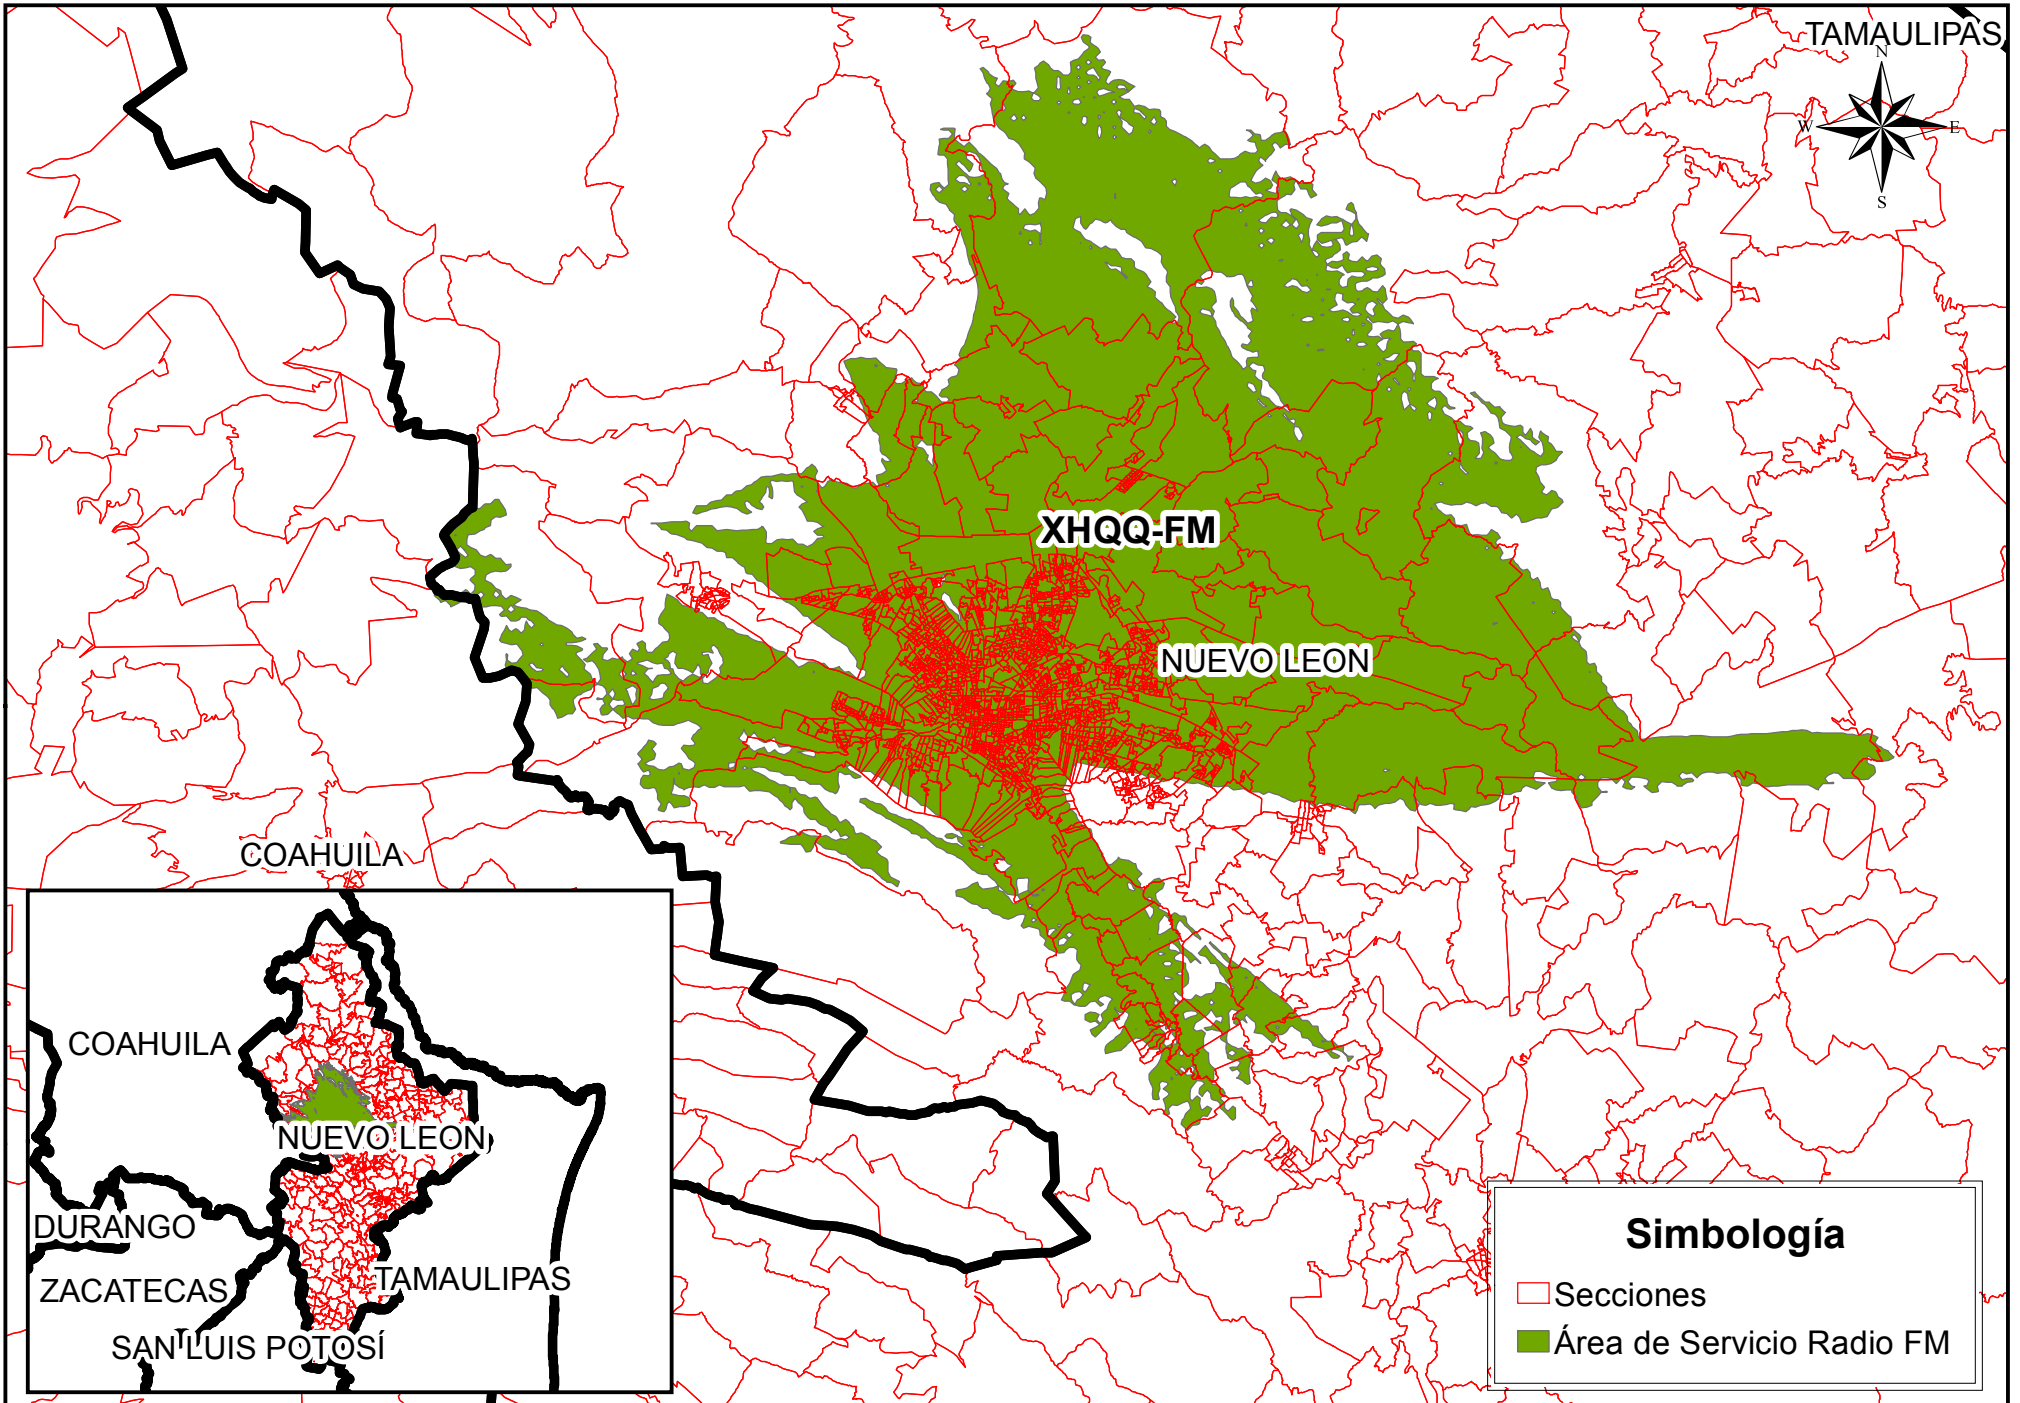 TAMAULIPAS
N
W
E
S
XHQQ-FM
NUEVO LEON
COAHUILA
COAHUILA
NUEVO LEON
DURANGO
ZACATECAS
TAMAULIPAS
SAN LUIS POTOSÍ
Simbología
Secciones
Área de Servicio Radio FM